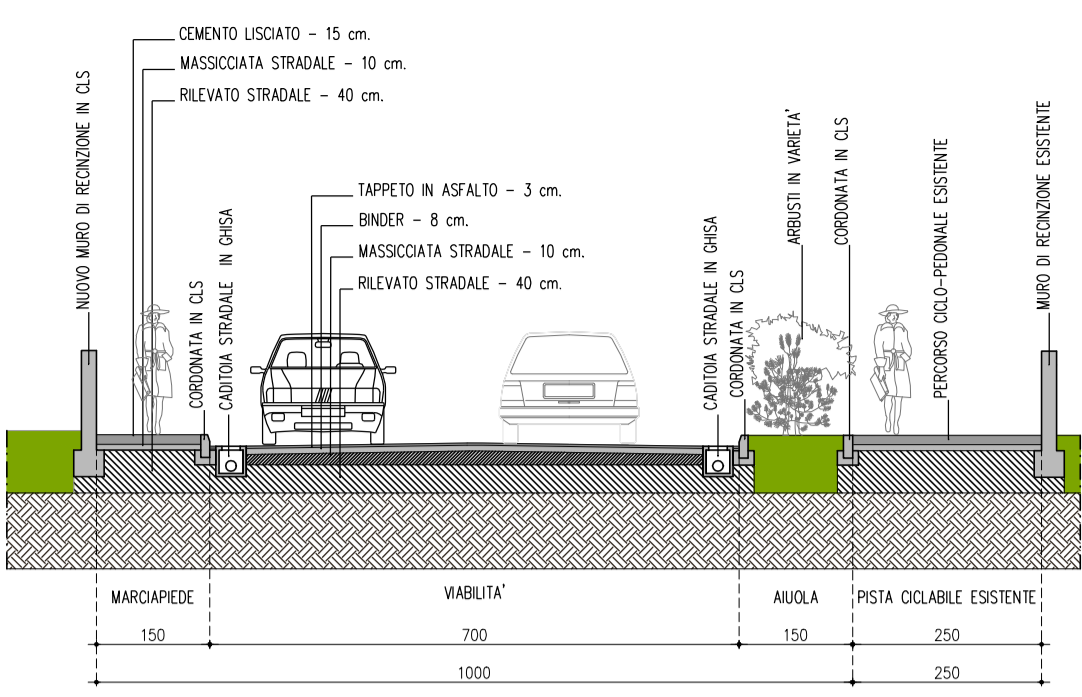 CEMENTO LISCIATO - 15 cm.
MASSICCIATA STRADALE - 10 cm.
RILEVATO STRADALE - 40 cm.
NUOVO MURO DI RECINZIONE IN CLS
CORDONATA IN CLS
CADITOIA STRADALE IN GHISA
TAPPETO IN ASFALTO - 3 cm.
BINDER - 8 cm.
MASSICCIATA STRADALE - 10 cm.
RILEVATO STRADALE - 40 cm.
CADITOIA STRADALE IN GHISA
CORDONATA IN CLS
ARBUSTI IN VARIETA'
CORDONATA IN CLS
PERCORSO CICLO-PEDONALE ESISTENTE
MURO DI RECINZIONE ESISTENTE
MARCIAPIEDE
VIABILITA'
AIUOLA
PISTA CICLABILE ESISTENTE
150
700
150
250
1000
250